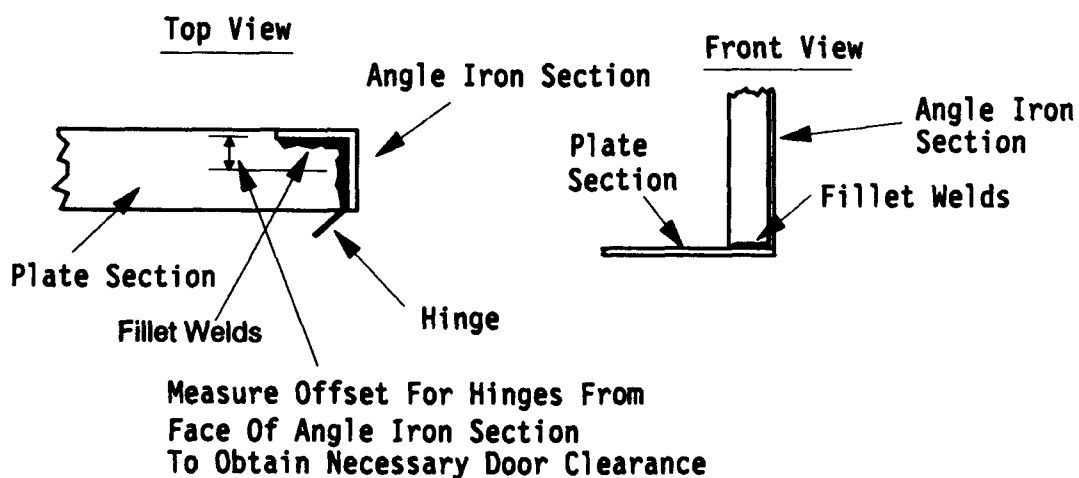 Top View
Angle Iron Section
Plate Section
Fillet Welds
Hinge
Measure Offset For Hinges From
Face Of Angle Iron Section
To Obtain Necessary Door Clearance
Front View
Angle Iron
Section
Plate
Section
Fillet Welds